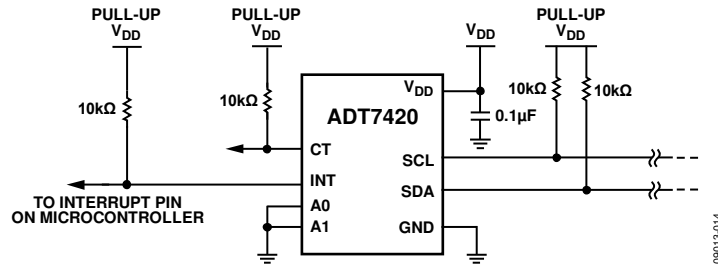 PULL-UP
VDD
PULL-UP
VDD
VDD
PULL-UP
VDD
10kΩ
10kΩ
10kΩ
10kΩ
VDD
0.1µF
ADT7420
CT
INT
A0
A1
SCL
SDA
GND
TO INTERRUPT PIN
ON MICROCONTROLLER
09013-014